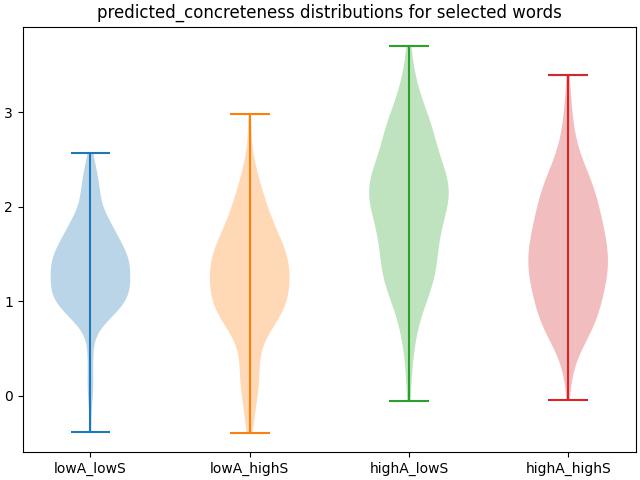 predicted_concreteness distributions for selected words
3
2
1
0
lowA_lowS lowA_highS highA_lowS highA_highS